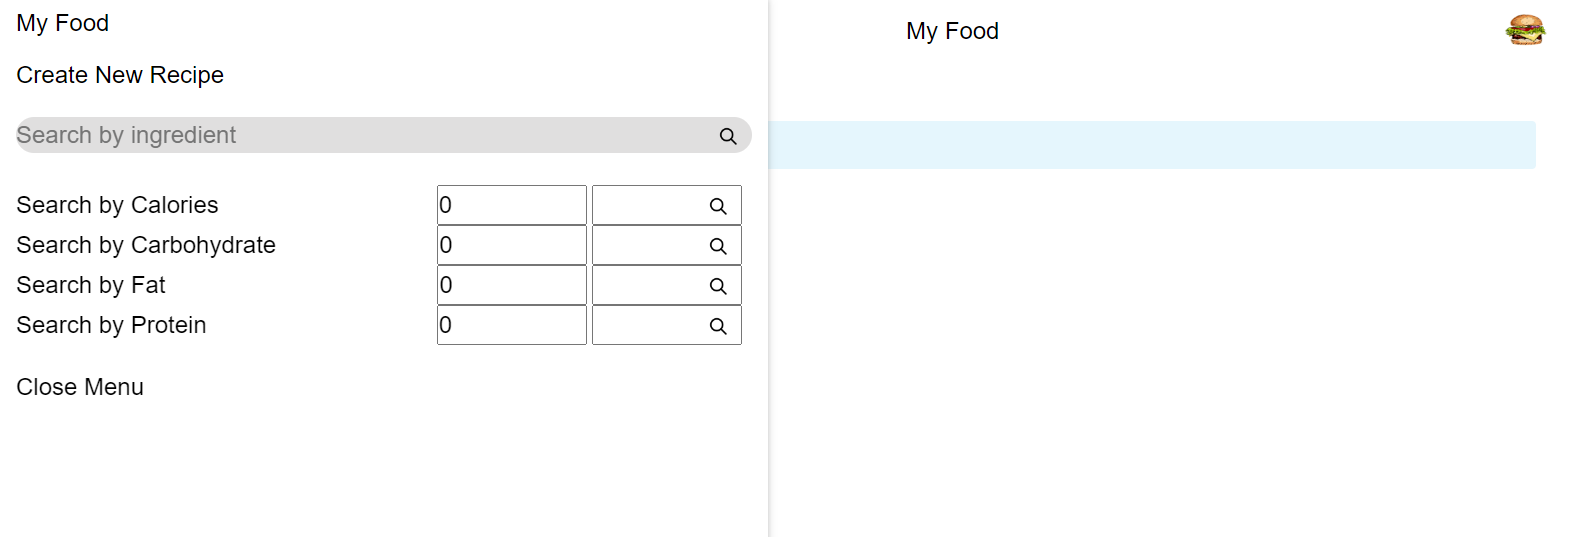 My Food
My Food
Create New Recipe
Search by ingredient
Search by Calories 0
Search by Carbohydrate 0
Search by Fat 0
Search by Protein 0
Close Menu